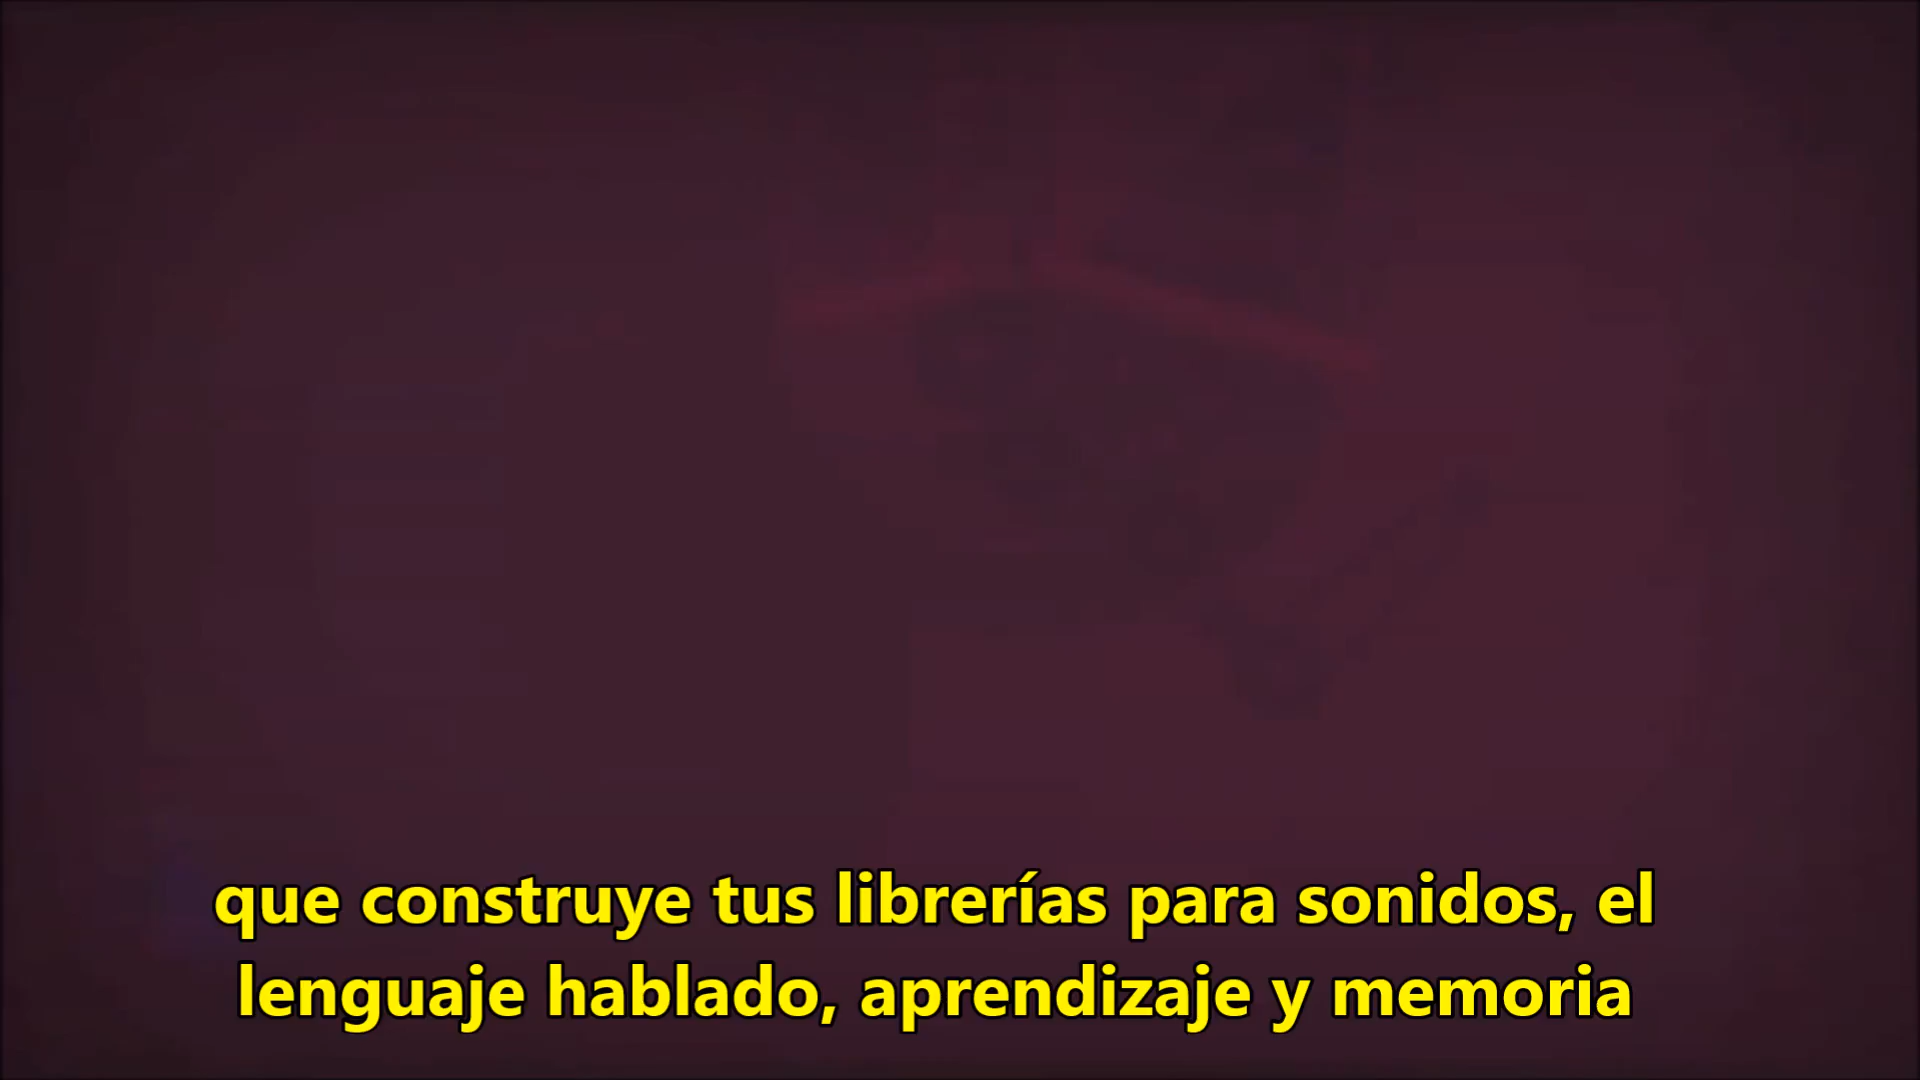 que construye tus librerías para sonidos, el
lenguaje hablado, aprendizaje y memoria